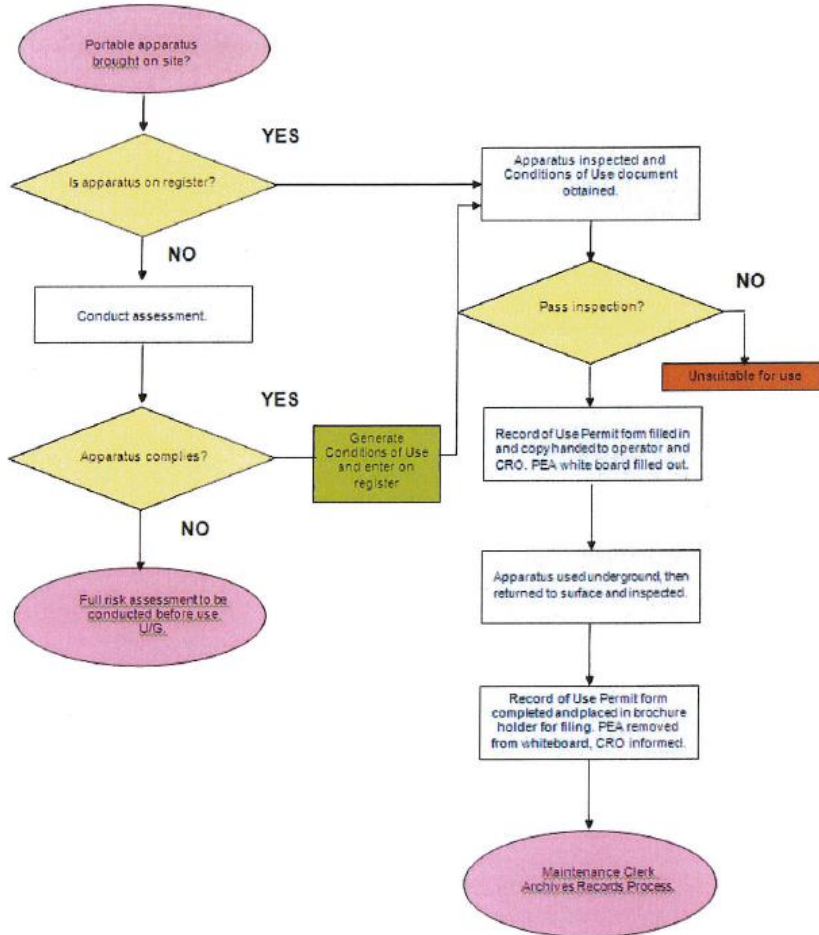 Portable apparatus
brought on site?
YES
Is apparatus on register?
NO
Conduct assessment.
YES
Apparatus complies?
Generate
Conditions of Use
and enter on
register
NO
Full risk assessment to be
conducted before use
U/G.
Apparatus inspected and
Conditions of Use document
obtained.
NO
Pass inspection?
Unsuitable for use
Record of Use Permit form filled in
and copy handed to operator and
CRO. PEA white board filled out.
Apparatus used underground, then
returned to surface and inspected.
Record of Use Permit form
completed and placed in brochure
holder for filing. PEA removed
from whiteboard, CRO informed.
Maintenance Clerk
Archives Records Process.